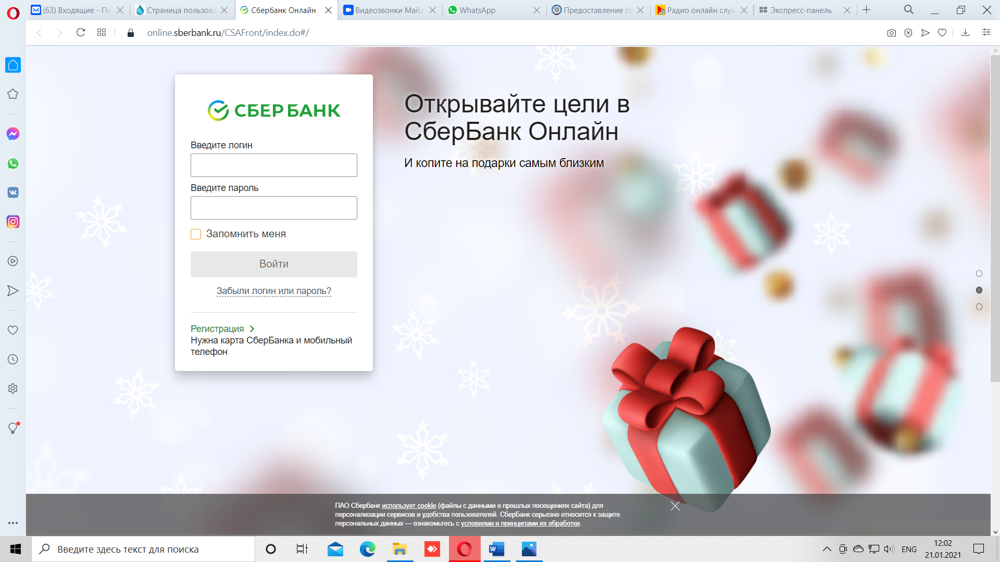 (63) Входящие - По
Страница пользова
Сбербанк Онлайн
Видеозвонки Mail.r
WhatsApp
Предоставление св
Радио онлайн слуш
Экспресс-панель
online.sberbank.ru/CSAFront/index.do#/
СБЕР БАНК
Введите логин
Введите пароль
Запомнить меня
Войти
Забыли логин или пароль?
Регистрация
Нужна карта СберБанка и мобильный
телефон
Открывайте цели в
СберБанк Онлайн
И копите на подарки самым близким
ПАО Сбербанк использует cookie (файлы с данными о прошлых посещениях сайта) для
персонализации сервисов и удобства пользователей. СберБанк серьезно относится к защите
персональных данных — ознакомьтесь с условиями и принципами их обработки.
Введите здесь текст для поиска
ENG
12:02
21.01.2021